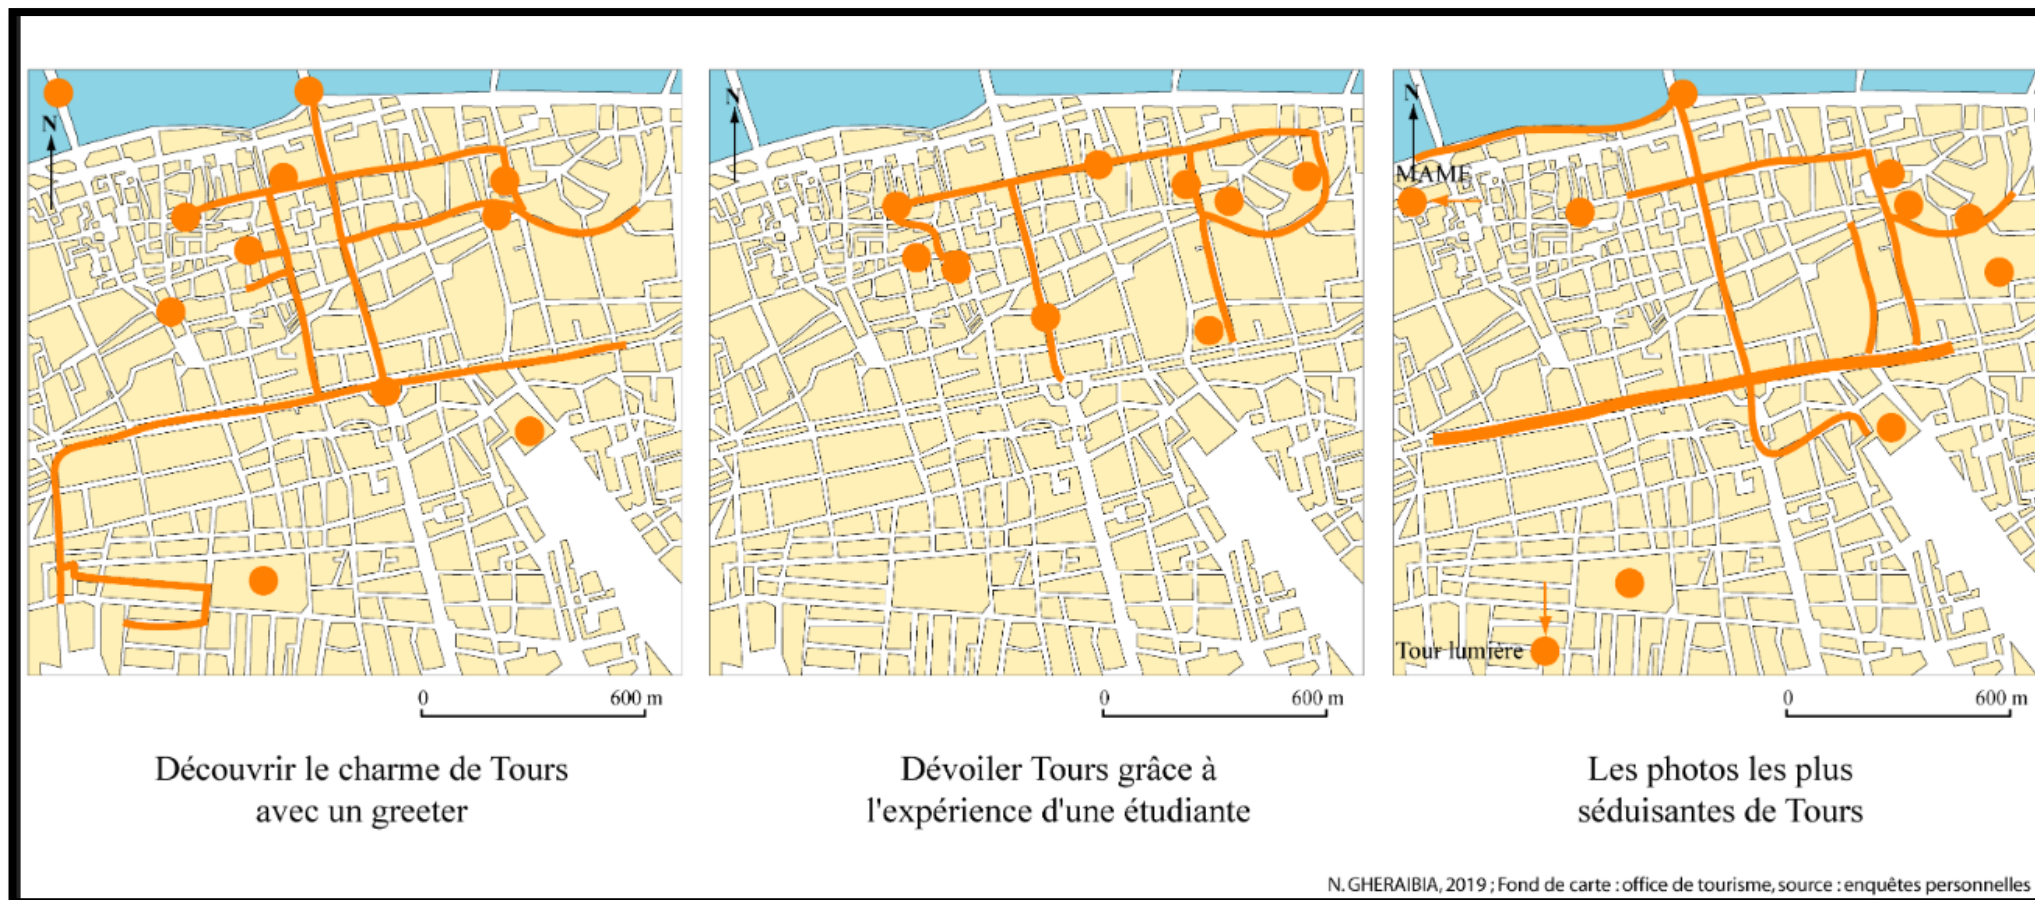 N
N
N
MAME
Tour lumière
0 600 m
0 600 m
0 600 m
Découvrir le charme de Tours
avec un greeter
Dévoiler Tours grâce à
l'expérience d'une étudiante
Les photos les plus
séduisantes de Tours
N. GHERAIBIA, 2019 ; Fond de carte : office de tourisme, source : enquêtes personnelles